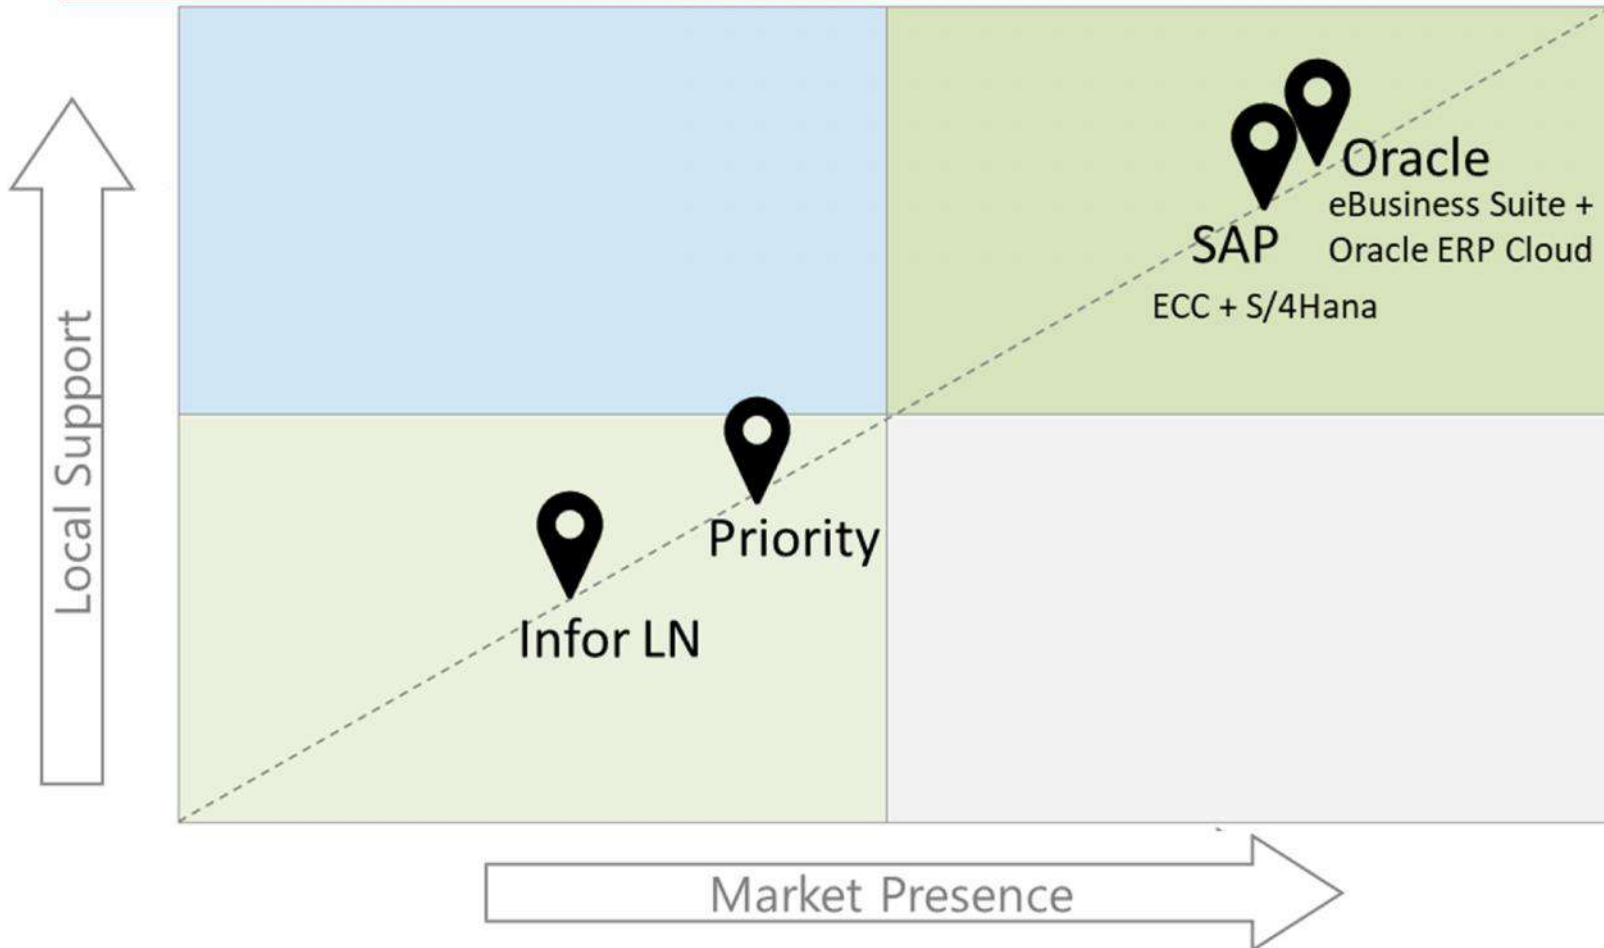 Oracle
eBusiness Suite +
Oracle ERP Cloud
SAP
ECC + S/4Hana
Local Support
Priority
Infor LN
Market Presence